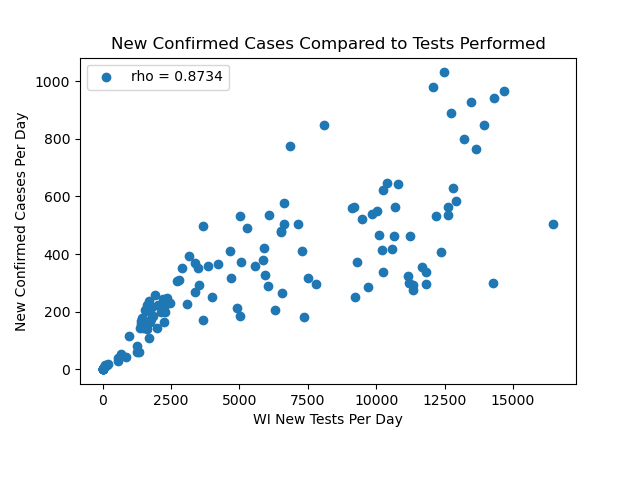 New Confirmed Cases Compared to Tests Performed
rho = 0.8734
1000
800
600
400
200
0
New Confirmed Caeses Per Day
0 2500 5000 7500 10000 12500 15000
WI New Tests Per Day